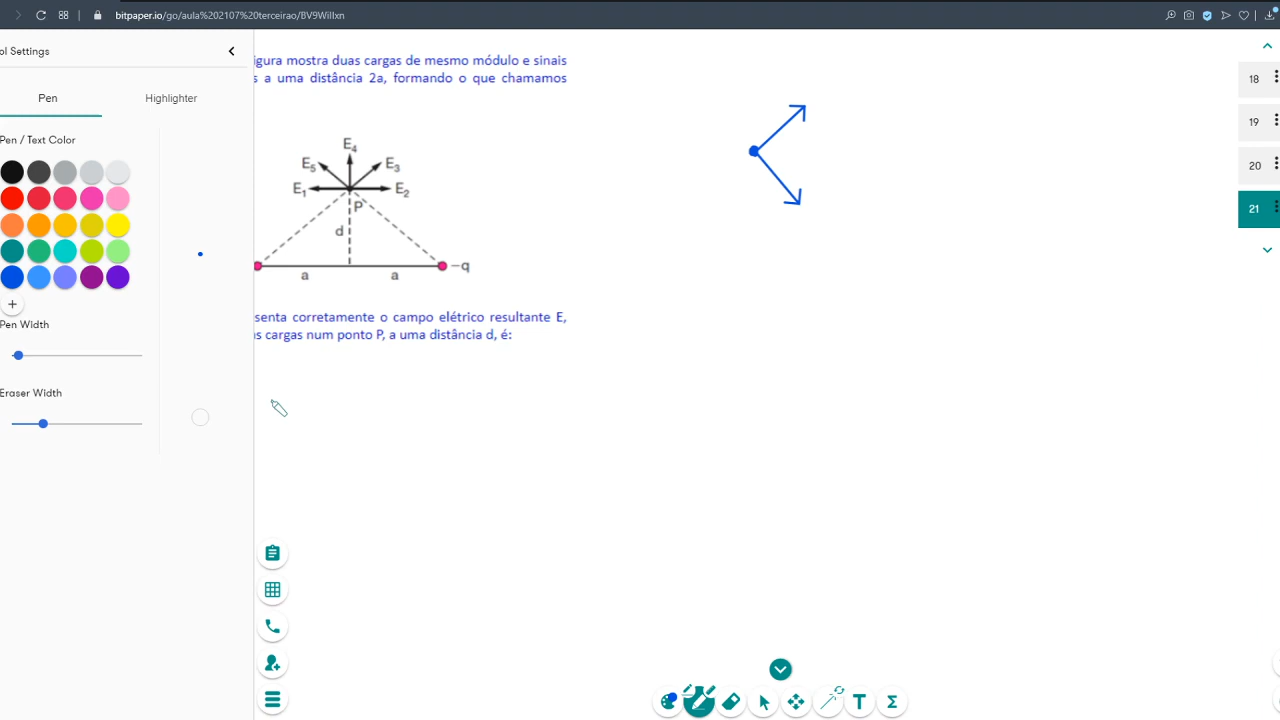 bitpaper.io/go/aula%202107%20terceirao/BV9Willxn
ol Settings
Pen
Highlighter
Pen / Text Color
Pen Width
Eraser Width
igura mostra duas cargas de mesmo módulo e sinais
s a uma distância 2a, formando o que chamamos
E4
E5
E3
E1
E2
P
d
a
a
−q
senta corretamente o campo elétrico resultante E,
as cargas num ponto P, a uma distância d, é:
18
19
20
21
T
Σ